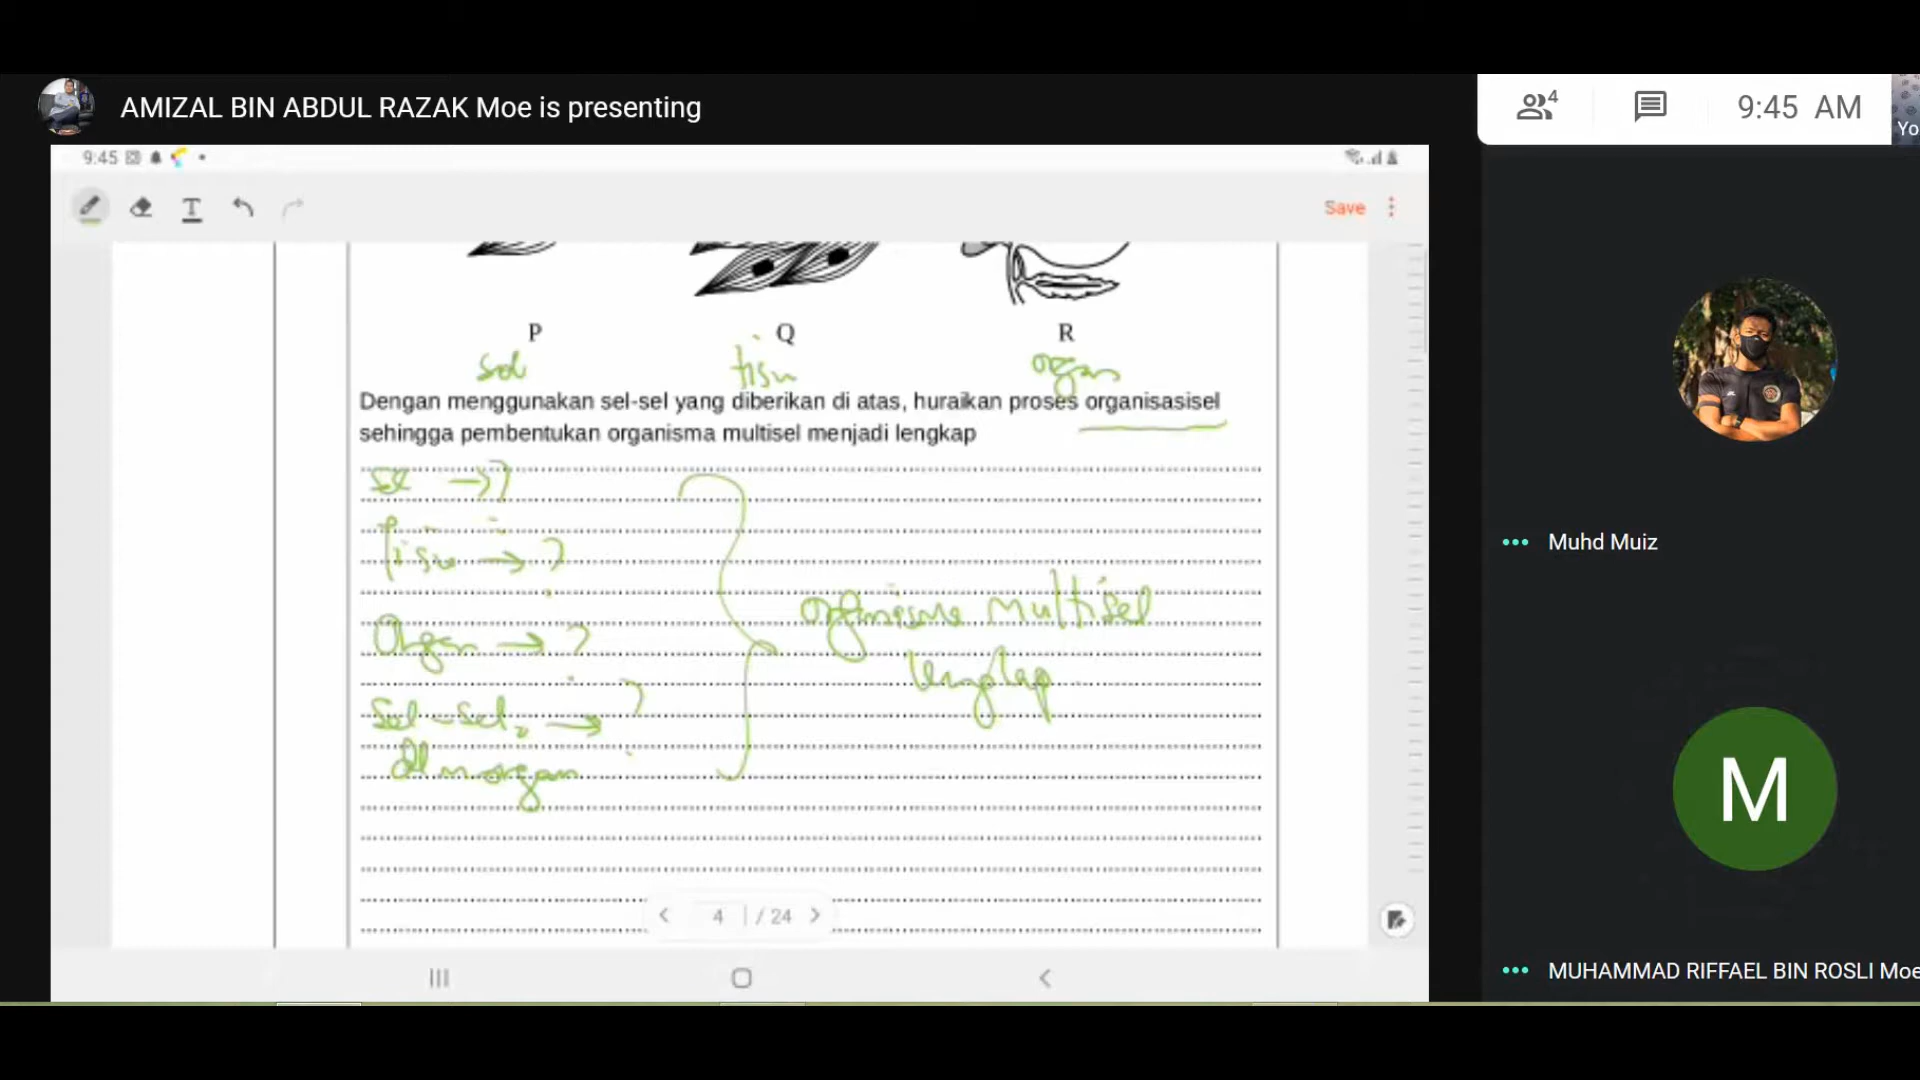 AMIZAL BIN ABDUL RAZAK Moe is presenting
4
9:45 AM
Yo
9:45
T
Save
P
Q
R
sel
tisu
organ
Dengan menggunakan sel-sel yang diberikan di atas, huraikan proses organisasisel
sehingga pembentukan organisma multisel menjadi lengkap
sel → ?
Tisu → ?
Organ → ?
Sel-sel →
?
dlm organ
organisma multisel
lengkap
4 / 24
Muhd Muiz
M
MUHAMMAD RIFFAEL BIN ROSLI Moe